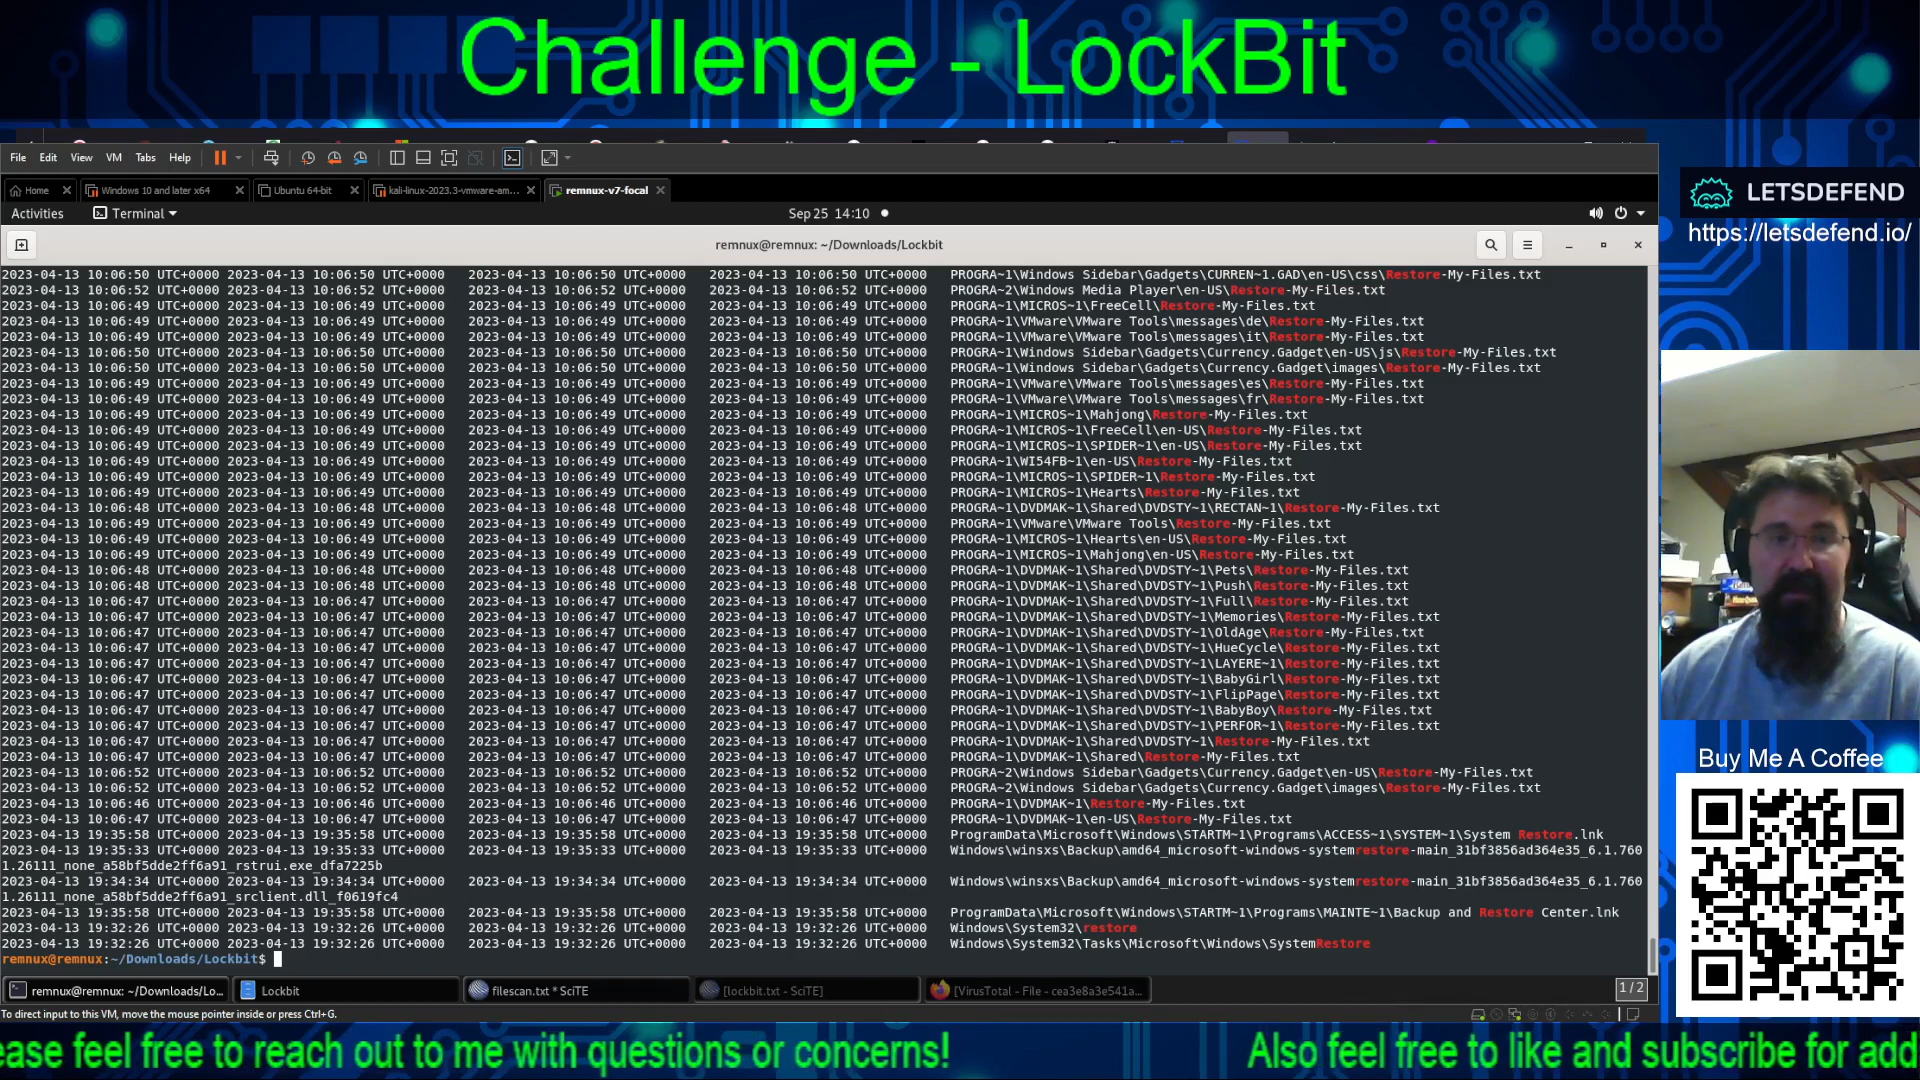 Challenge - LockBit
File Edit View VM Tabs Help
Home Windows 10 and later x64 Ubuntu 64-bit kali-linux-2023.3-vmware-am... remnux-v7-focal
Activities Terminal Sep 25 14:10
remnux@remnux: ~/Downloads/Lockbit
2023-04-13 10:06:50 UTC+0000 2023-04-13 10:06:50 UTC+0000 2023-04-13 10:06:50 UTC+0000 2023-04-13 10:06:50 UTC+0000 PROGRA~1\Windows Sidebar\Gadgets\CURREN~1.GAD\en-US\css\Restore-My-Files.txt
2023-04-13 10:06:52 UTC+0000 2023-04-13 10:06:52 UTC+0000 2023-04-13 10:06:52 UTC+0000 2023-04-13 10:06:52 UTC+0000 PROGRA~2\Windows Media Player\en-US\Restore-My-Files.txt
2023-04-13 10:06:49 UTC+0000 2023-04-13 10:06:49 UTC+0000 2023-04-13 10:06:49 UTC+0000 2023-04-13 10:06:49 UTC+0000 PROGRA~1\MICROS~1\FreeCell\Restore-My-Files.txt
2023-04-13 10:06:49 UTC+0000 2023-04-13 10:06:49 UTC+0000 2023-04-13 10:06:49 UTC+0000 2023-04-13 10:06:49 UTC+0000 PROGRA~1\VMware\VMware Tools\messages\de\Restore-My-Files.txt
2023-04-13 10:06:49 UTC+0000 2023-04-13 10:06:49 UTC+0000 2023-04-13 10:06:49 UTC+0000 2023-04-13 10:06:49 UTC+0000 PROGRA~1\VMware\VMware Tools\messages\it\Restore-My-Files.txt
2023-04-13 10:06:50 UTC+0000 2023-04-13 10:06:50 UTC+0000 2023-04-13 10:06:50 UTC+0000 2023-04-13 10:06:50 UTC+0000 PROGRA~1\Windows Sidebar\Gadgets\Currency.Gadget\en-US\js\Restore-My-Files.txt
2023-04-13 10:06:50 UTC+0000 2023-04-13 10:06:50 UTC+0000 2023-04-13 10:06:50 UTC+0000 2023-04-13 10:06:50 UTC+0000 PROGRA~1\Windows Sidebar\Gadgets\Currency.Gadget\images\Restore-My-Files.txt
2023-04-13 10:06:49 UTC+0000 2023-04-13 10:06:49 UTC+0000 2023-04-13 10:06:49 UTC+0000 2023-04-13 10:06:49 UTC+0000 PROGRA~1\VMware\VMware Tools\messages\es\Restore-My-Files.txt
2023-04-13 10:06:49 UTC+0000 2023-04-13 10:06:49 UTC+0000 2023-04-13 10:06:49 UTC+0000 2023-04-13 10:06:49 UTC+0000 PROGRA~1\VMware\VMware Tools\messages\fr\Restore-My-Files.txt
2023-04-13 10:06:49 UTC+0000 2023-04-13 10:06:49 UTC+0000 2023-04-13 10:06:49 UTC+0000 2023-04-13 10:06:49 UTC+0000 PROGRA~1\MICROS~1\Mahjong\Restore-My-Files.txt
2023-04-13 10:06:49 UTC+0000 2023-04-13 10:06:49 UTC+0000 2023-04-13 10:06:49 UTC+0000 2023-04-13 10:06:49 UTC+0000 PROGRA~1\MICROS~1\FreeCell\en-US\Restore-My-Files.txt
2023-04-13 10:06:49 UTC+0000 2023-04-13 10:06:49 UTC+0000 2023-04-13 10:06:49 UTC+0000 2023-04-13 10:06:49 UTC+0000 PROGRA~1\MICROS~1\SPIDER~1\en-US\Restore-My-Files.txt
2023-04-13 10:06:49 UTC+0000 2023-04-13 10:06:49 UTC+0000 2023-04-13 10:06:49 UTC+0000 2023-04-13 10:06:49 UTC+0000 PROGRA~1\WI54FB~1\en-US\Restore-My-Files.txt
2023-04-13 10:06:49 UTC+0000 2023-04-13 10:06:49 UTC+0000 2023-04-13 10:06:49 UTC+0000 2023-04-13 10:06:49 UTC+0000 PROGRA~1\MICROS~1\SPIDER~1\Restore-My-Files.txt
2023-04-13 10:06:49 UTC+0000 2023-04-13 10:06:49 UTC+0000 2023-04-13 10:06:49 UTC+0000 2023-04-13 10:06:49 UTC+0000 PROGRA~1\MICROS~1\Hearts\Restore-My-Files.txt
2023-04-13 10:06:48 UTC+0000 2023-04-13 10:06:48 UTC+0000 2023-04-13 10:06:48 UTC+0000 2023-04-13 10:06:48 UTC+0000 PROGRA~1\DVDMAK~1\Shared\DVDSTY~1\RECTAN~1\Restore-My-Files.txt
2023-04-13 10:06:49 UTC+0000 2023-04-13 10:06:49 UTC+0000 2023-04-13 10:06:49 UTC+0000 2023-04-13 10:06:49 UTC+0000 PROGRA~1\VMware\VMware Tools\Restore-My-Files.txt
2023-04-13 10:06:49 UTC+0000 2023-04-13 10:06:49 UTC+0000 2023-04-13 10:06:49 UTC+0000 2023-04-13 10:06:49 UTC+0000 PROGRA~1\MICROS~1\Hearts\en-US\Restore-My-Files.txt
2023-04-13 10:06:49 UTC+0000 2023-04-13 10:06:49 UTC+0000 2023-04-13 10:06:49 UTC+0000 2023-04-13 10:06:49 UTC+0000 PROGRA~1\MICROS~1\Mahjong\en-US\Restore-My-Files.txt
2023-04-13 10:06:48 UTC+0000 2023-04-13 10:06:48 UTC+0000 2023-04-13 10:06:48 UTC+0000 2023-04-13 10:06:48 UTC+0000 PROGRA~1\DVDMAK~1\Shared\DVDSTY~1\Pets\Restore-My-Files.txt
2023-04-13 10:06:48 UTC+0000 2023-04-13 10:06:48 UTC+0000 2023-04-13 10:06:48 UTC+0000 2023-04-13 10:06:48 UTC+0000 PROGRA~1\DVDMAK~1\Shared\DVDSTY~1\Push\Restore-My-Files.txt
2023-04-13 10:06:47 UTC+0000 2023-04-13 10:06:47 UTC+0000 2023-04-13 10:06:47 UTC+0000 2023-04-13 10:06:47 UTC+0000 PROGRA~1\DVDMAK~1\Shared\DVDSTY~1\Full\Restore-My-Files.txt
2023-04-13 10:06:47 UTC+0000 2023-04-13 10:06:47 UTC+0000 2023-04-13 10:06:47 UTC+0000 2023-04-13 10:06:47 UTC+0000 PROGRA~1\DVDMAK~1\Shared\DVDSTY~1\Memories\Restore-My-Files.txt
2023-04-13 10:06:47 UTC+0000 2023-04-13 10:06:47 UTC+0000 2023-04-13 10:06:47 UTC+0000 2023-04-13 10:06:47 UTC+0000 PROGRA~1\DVDMAK~1\Shared\DVDSTY~1\OldAge\Restore-My-Files.txt
2023-04-13 10:06:47 UTC+0000 2023-04-13 10:06:47 UTC+0000 2023-04-13 10:06:47 UTC+0000 2023-04-13 10:06:47 UTC+0000 PROGRA~1\DVDMAK~1\Shared\DVDSTY~1\HueCycle\Restore-My-Files.txt
2023-04-13 10:06:47 UTC+0000 2023-04-13 10:06:47 UTC+0000 2023-04-13 10:06:47 UTC+0000 2023-04-13 10:06:47 UTC+0000 PROGRA~1\DVDMAK~1\Shared\DVDSTY~1\LAYERE~1\Restore-My-Files.txt
2023-04-13 10:06:47 UTC+0000 2023-04-13 10:06:47 UTC+0000 2023-04-13 10:06:47 UTC+0000 2023-04-13 10:06:47 UTC+0000 PROGRA~1\DVDMAK~1\Shared\DVDSTY~1\BabyGirl\Restore-My-Files.txt
2023-04-13 10:06:47 UTC+0000 2023-04-13 10:06:47 UTC+0000 2023-04-13 10:06:47 UTC+0000 2023-04-13 10:06:47 UTC+0000 PROGRA~1\DVDMAK~1\Shared\DVDSTY~1\FlipPage\Restore-My-Files.txt
2023-04-13 10:06:47 UTC+0000 2023-04-13 10:06:47 UTC+0000 2023-04-13 10:06:47 UTC+0000 2023-04-13 10:06:47 UTC+0000 PROGRA~1\DVDMAK~1\Shared\DVDSTY~1\BabyBoy\Restore-My-Files.txt
2023-04-13 10:06:47 UTC+0000 2023-04-13 10:06:47 UTC+0000 2023-04-13 10:06:47 UTC+0000 2023-04-13 10:06:47 UTC+0000 PROGRA~1\DVDMAK~1\Shared\DVDSTY~1\PERFOR~1\Restore-My-Files.txt
2023-04-13 10:06:47 UTC+0000 2023-04-13 10:06:47 UTC+0000 2023-04-13 10:06:47 UTC+0000 2023-04-13 10:06:47 UTC+0000 PROGRA~1\DVDMAK~1\Shared\DVDSTY~1\Restore-My-Files.txt
2023-04-13 10:06:47 UTC+0000 2023-04-13 10:06:47 UTC+0000 2023-04-13 10:06:47 UTC+0000 2023-04-13 10:06:47 UTC+0000 PROGRA~1\DVDMAK~1\Shared\Restore-My-Files.txt
2023-04-13 10:06:52 UTC+0000 2023-04-13 10:06:52 UTC+0000 2023-04-13 10:06:52 UTC+0000 2023-04-13 10:06:52 UTC+0000 PROGRA~2\Windows Sidebar\Gadgets\Currency.Gadget\en-US\Restore-My-Files.txt
2023-04-13 10:06:52 UTC+0000 2023-04-13 10:06:52 UTC+0000 2023-04-13 10:06:52 UTC+0000 2023-04-13 10:06:52 UTC+0000 PROGRA~2\Windows Sidebar\Gadgets\Currency.Gadget\images\Restore-My-Files.txt
2023-04-13 10:06:46 UTC+0000 2023-04-13 10:06:46 UTC+0000 2023-04-13 10:06:46 UTC+0000 2023-04-13 10:06:46 UTC+0000 PROGRA~1\DVDMAK~1\Restore-My-Files.txt
2023-04-13 10:06:47 UTC+0000 2023-04-13 10:06:47 UTC+0000 2023-04-13 10:06:47 UTC+0000 2023-04-13 10:06:47 UTC+0000 PROGRA~1\DVDMAK~1\en-US\Restore-My-Files.txt
2023-04-13 19:35:58 UTC+0000 2023-04-13 19:35:58 UTC+0000 2023-04-13 19:35:58 UTC+0000 2023-04-13 19:35:58 UTC+0000 ProgramData\Microsoft\Windows\STARTM~1\Programs\ACCESS~1\SYSTEM~1\System Restore.lnk
2023-04-13 19:35:33 UTC+0000 2023-04-13 19:35:33 UTC+0000 2023-04-13 19:35:33 UTC+0000 2023-04-13 19:35:33 UTC+0000 Windows\winsxs\Backup\amd64_microsoft-windows-systemrestore-main_31bf3856ad364e35_6.1.760
1.26111_none_a58bf5dde2ff6a91_rstrui.exe_dfa7225b
2023-04-13 19:34:34 UTC+0000 2023-04-13 19:34:34 UTC+0000 2023-04-13 19:34:34 UTC+0000 2023-04-13 19:34:34 UTC+0000 Windows\winsxs\Backup\amd64_microsoft-windows-systemrestore-main_31bf3856ad364e35_6.1.760
1.26111_none_a58bf5dde2ff6a91_srclient.dll_f0619fc4
2023-04-13 19:35:58 UTC+0000 2023-04-13 19:35:58 UTC+0000 2023-04-13 19:35:58 UTC+0000 2023-04-13 19:35:58 UTC+0000 ProgramData\Microsoft\Windows\STARTM~1\Programs\MAINTE~1\Backup and Restore Center.lnk
2023-04-13 19:32:26 UTC+0000 2023-04-13 19:32:26 UTC+0000 2023-04-13 19:32:26 UTC+0000 2023-04-13 19:32:26 UTC+0000 Windows\System32\restore
2023-04-13 19:32:26 UTC+0000 2023-04-13 19:32:26 UTC+0000 2023-04-13 19:32:26 UTC+0000 2023-04-13 19:32:26 UTC+0000 Windows\System32\Tasks\Microsoft\Windows\SystemRestore
remnux@remnux:~/Downloads/Lockbit$
remnux@remnux: ~/Downloads/Lo... Lockbit filescan.txt * SciTE [lockbit.txt - SciTE] [VirusTotal - File - cea3e8a3e541a... 1 / 2
To direct input to this VM, move the mouse pointer inside or press Ctrl+G.
LETSDEFEND
https://letsdefend.io/
Buy Me A Coffee
ease feel free to reach out to me with questions or concerns! Also feel free to like and subscribe for add